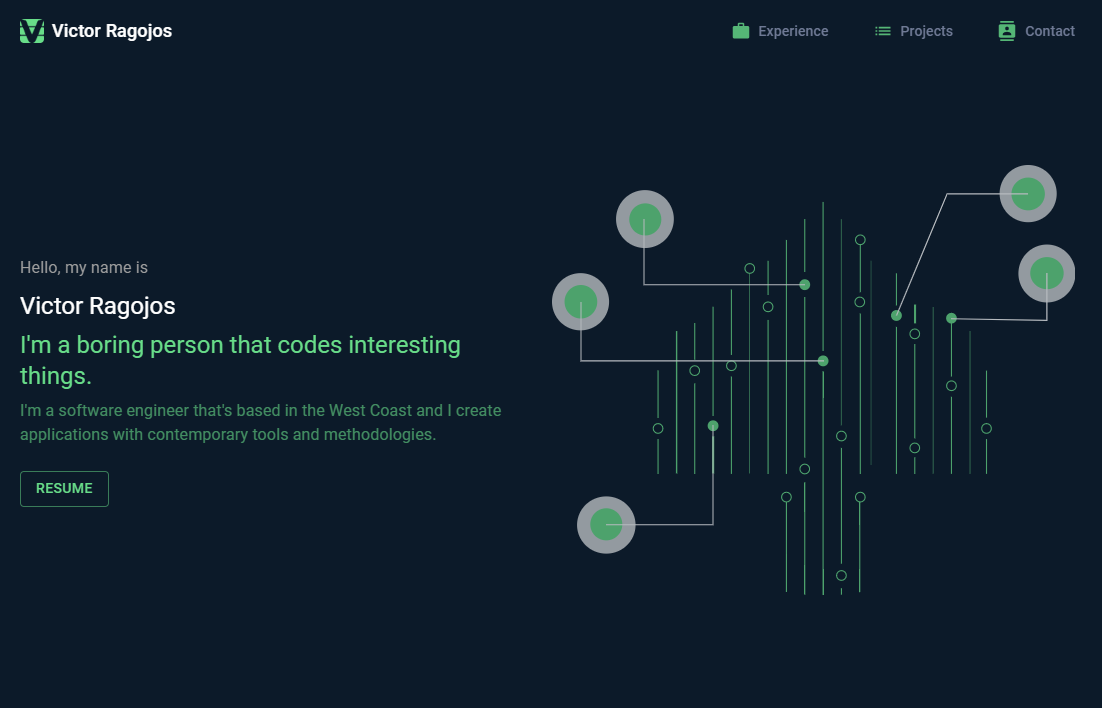 Victor Ragojos
Experience
Projects
Contact
Hello, my name is
Victor Ragojos
I'm a boring person that codes interesting
things.
I'm a software engineer that's based in the West Coast and I create
applications with contemporary tools and methodologies.
RESUME